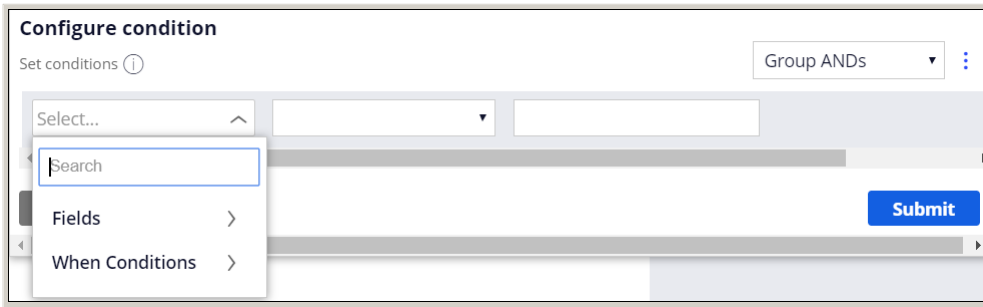 Configure condition
Set conditions i
Group ANDs
Select...
Search
Fields
When Conditions
Submit